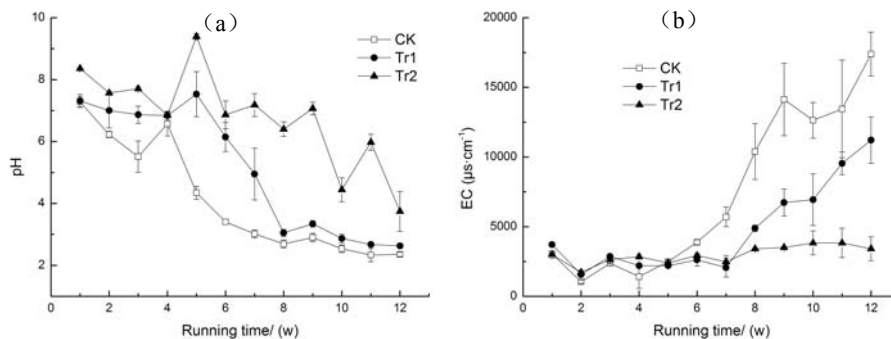 (a)
10
8
6
4
2
pH
CK
Tr1
Tr2
0 2 4 6 8 10 12
Running time/ (w)
(b)
20000
15000
10000
5000
0
EC (µs·cm⁻¹)
CK
Tr1
Tr2
0 2 4 6 8 10 12
Running time/ (w)